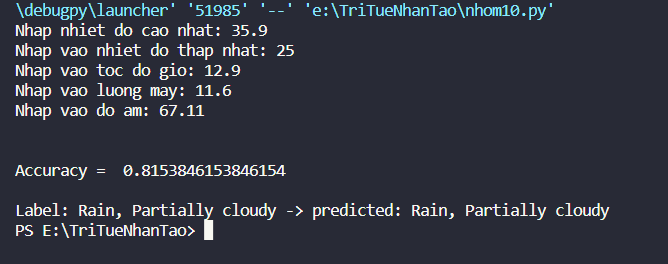 \debugpy\launcher' '51985' '--' 'e:\TriTueNhanTao\nhom10.py'
Nhap nhiet do cao nhat: 35.9
Nhap vao nhiet do thap nhat: 25
Nhap vao toc do gio: 12.9
Nhap vao luong may: 11.6
Nhap vao do am: 67.11
Accuracy =  0.8153846153846154
Label: Rain, Partially cloudy -> predicted: Rain, Partially cloudy
PS E:\TriTueNhanTao>